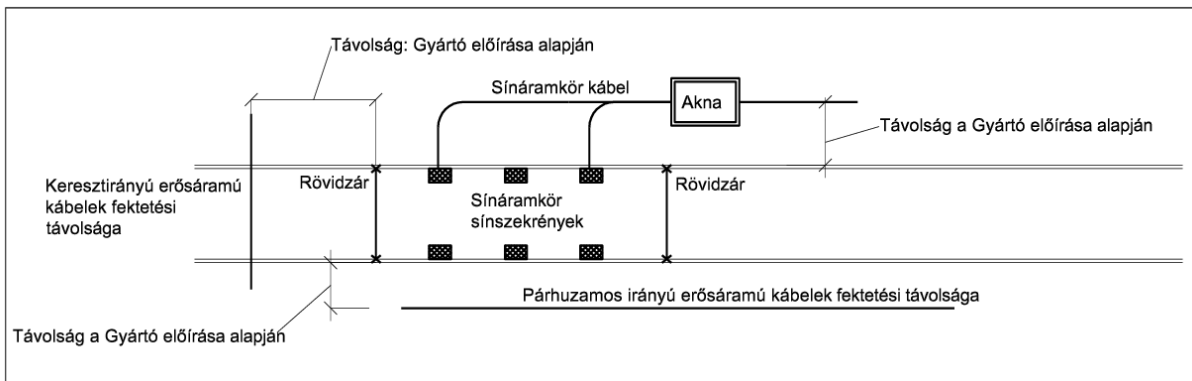 Távolság: Gyártó előírása alapján
Sínáramkör kábel
Akna
Távolság a Gyártó előírása alapján
Keresztirányú erősáramú
kábelek fektetési
távolsága
Rövidzár
Sínáramkör
sínszekrények
Rövidzár
Párhuzamos irányú erősáramú kábelek fektetési távolsága
Távolság a Gyártó előírása alapján